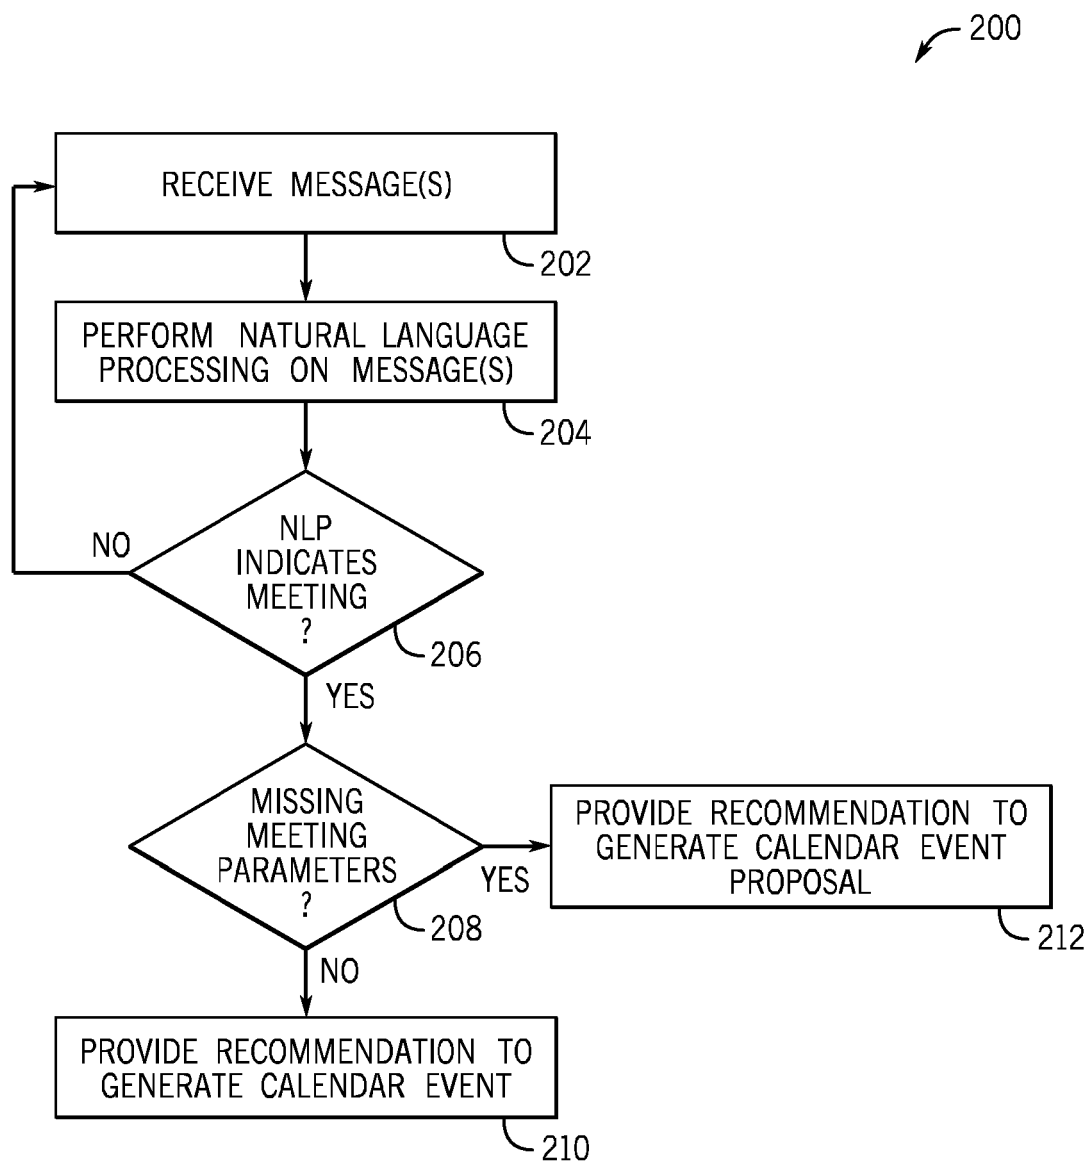 200
RECEIVE MESSAGE(S)
202
PERFORM NATURAL LANGUAGE
PROCESSING ON MESSAGE(S)
204
NO
NLP
INDICATES
MEETING
?
206
YES
MISSING
MEETING
PARAMETERS
?
208
YES
PROVIDE RECOMMENDATION TO
GENERATE CALENDAR EVENT
PROPOSAL
212
NO
PROVIDE RECOMMENDATION TO
GENERATE CALENDAR EVENT
210